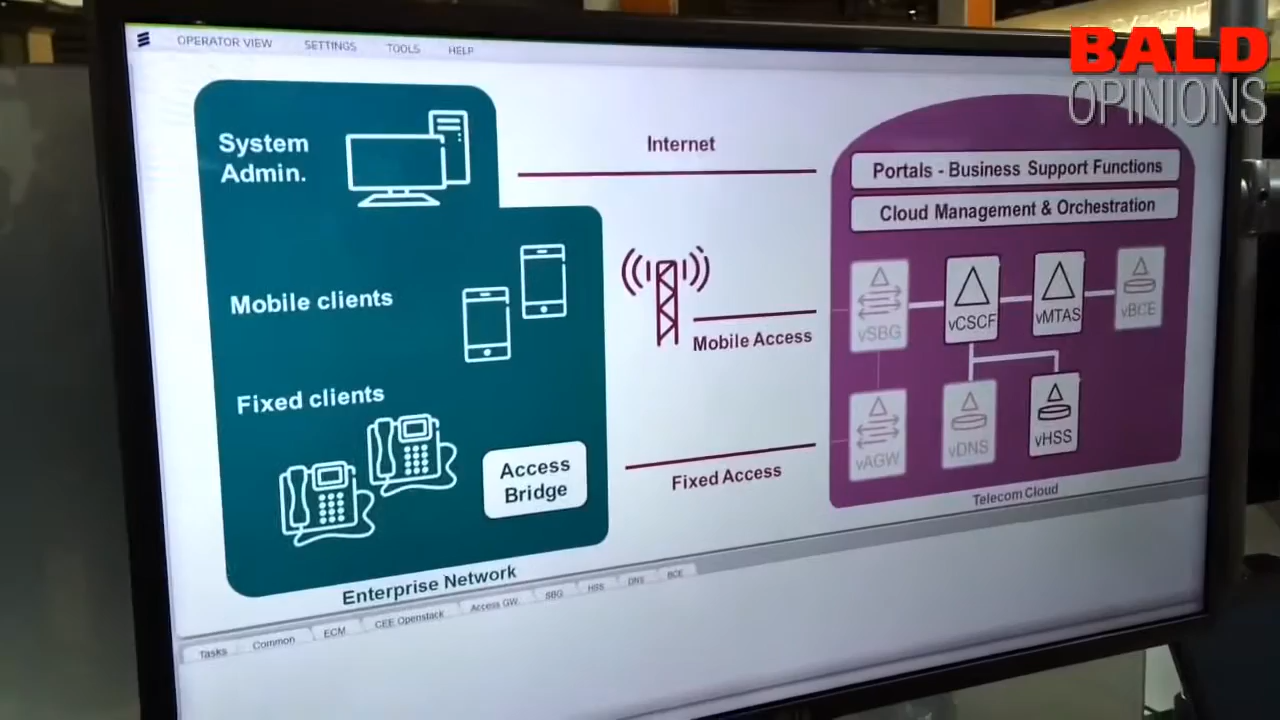 BALD
OPINIONS
OPERATOR VIEW
SETTINGS
TOOLS
HELP
System
Admin.
Mobile clients
Fixed clients
Access
Bridge
Enterprise Network
Internet
Mobile Access
Fixed Access
Portals - Business Support Functions
Cloud Management & Orchestration
vSBG
vCSCF
vMTAS
vBCE
vAGW
vDNS
vHSS
Telecom Cloud
Tasks
Common
ECM
CEE Openstack
Access GW
SBG
HSS
DNS
BCE